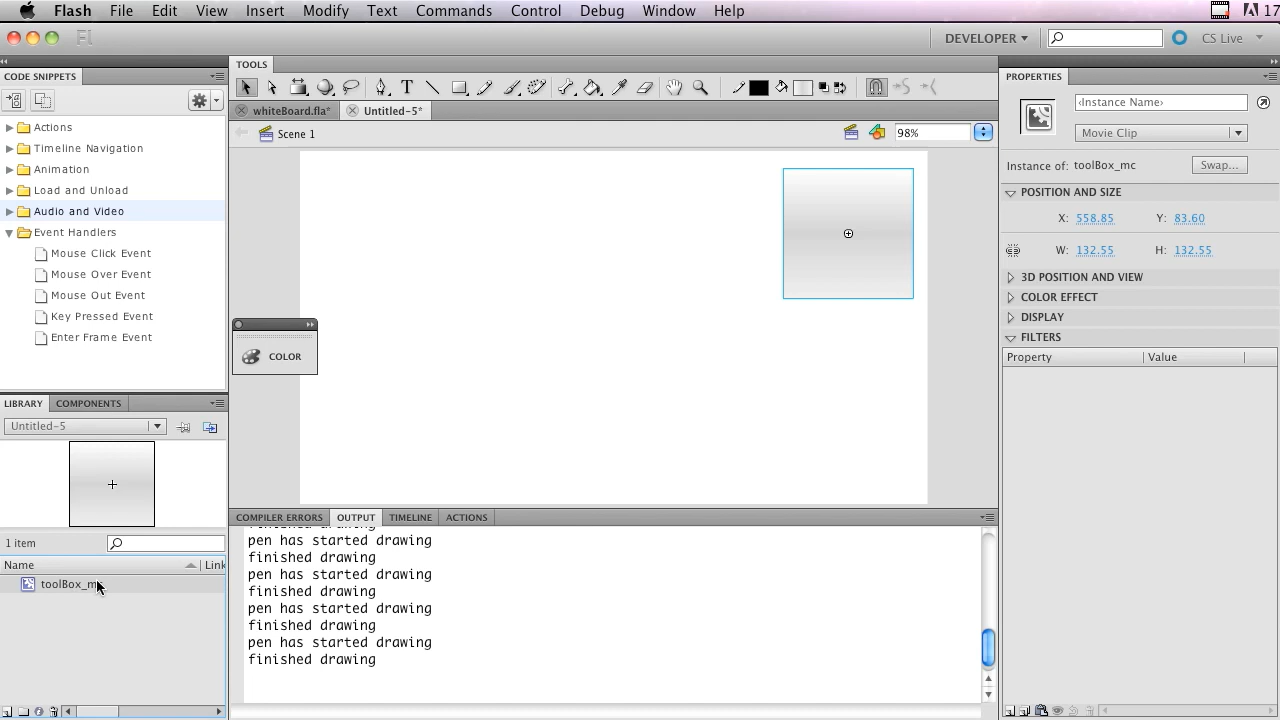 Flash File Edit View Insert Modify Text Commands Control Debug Window Help 17
Fl DEVELOPER CS Live
CODE SNIPPETS
Actions
Timeline Navigation
Animation
Load and Unload
Audio and Video
Event Handlers
Mouse Click Event
Mouse Over Event
Mouse Out Event
Key Pressed Event
Enter Frame Event
LIBRARY COMPONENTS
Untitled-5
1 item
Name Link
toolBox_mc
TOOLS
whiteBoard.fla* Untitled-5*
Scene 1 98%
COLOR
COMPILER ERRORS OUTPUT TIMELINE ACTIONS
finished drawing
pen has started drawing
finished drawing
pen has started drawing
finished drawing
pen has started drawing
finished drawing
pen has started drawing
finished drawing
PROPERTIES
<Instance Name>
Movie Clip
Instance of: toolBox_mc Swap...
POSITION AND SIZE
X: 558.85 Y: 83.60
W: 132.55 H: 132.55
3D POSITION AND VIEW
COLOR EFFECT
DISPLAY
FILTERS
Property Value